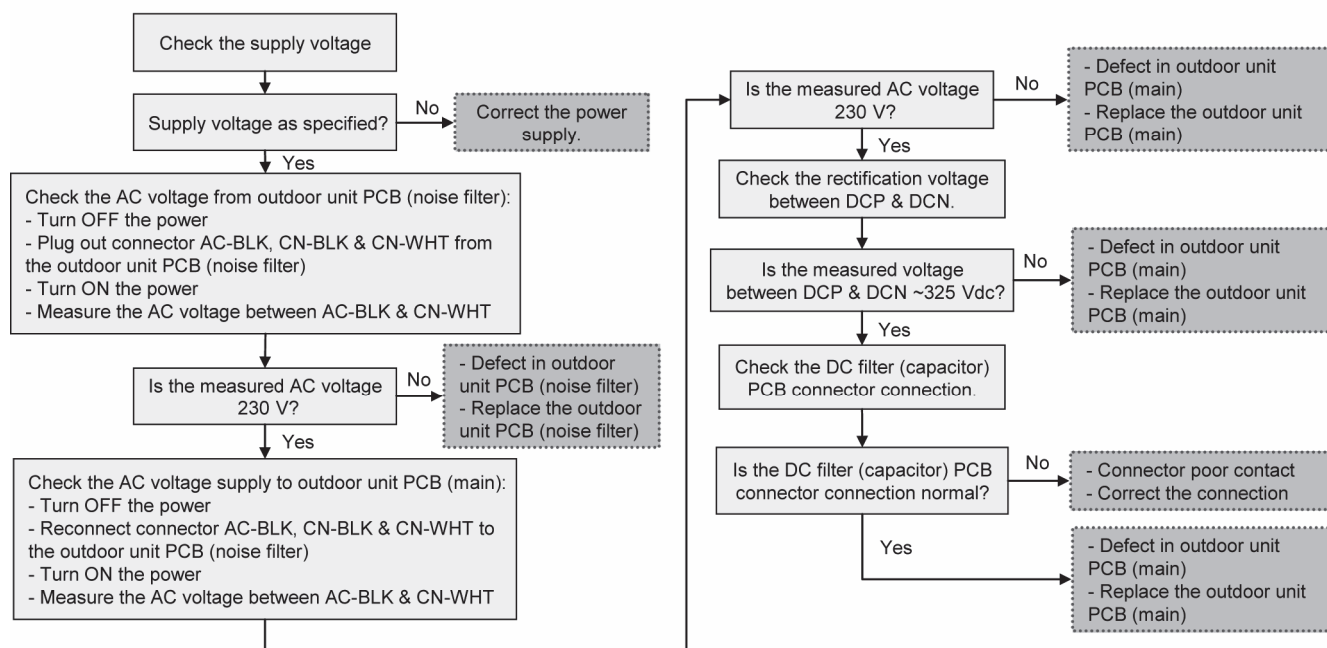 Check the supply voltage
Supply voltage as specified?
No
Correct the power
supply.
Yes
Check the AC voltage from outdoor unit PCB (noise filter):
- Turn OFF the power
- Plug out connector AC-BLK, CN-BLK & CN-WHT from
the outdoor unit PCB (noise filter)
- Turn ON the power
- Measure the AC voltage between AC-BLK & CN-WHT
Is the measured AC voltage
230 V?
No
- Defect in outdoor
unit PCB (noise filter)
- Replace the outdoor
unit PCB (noise filter)
Yes
Check the AC voltage supply to outdoor unit PCB (main):
- Turn OFF the power
- Reconnect connector AC-BLK, CN-BLK & CN-WHT to
the outdoor unit PCB (noise filter)
- Turn ON the power
- Measure the AC voltage between AC-BLK & CN-WHT
Is the measured AC voltage
230 V?
No
- Defect in outdoor unit
PCB (main)
- Replace the outdoor unit
PCB (main)
Yes
Check the rectification voltage
between DCP & DCN.
Is the measured voltage
between DCP & DCN ~325 Vdc?
No
- Defect in outdoor unit
PCB (main)
- Replace the outdoor unit
PCB (main)
Yes
Check the DC filter (capacitor)
PCB connector connection.
Is the DC filter (capacitor) PCB
connector connection normal?
No
- Connector poor contact
- Correct the connection
Yes
- Defect in outdoor unit
PCB (main)
- Replace the outdoor unit
PCB (main)